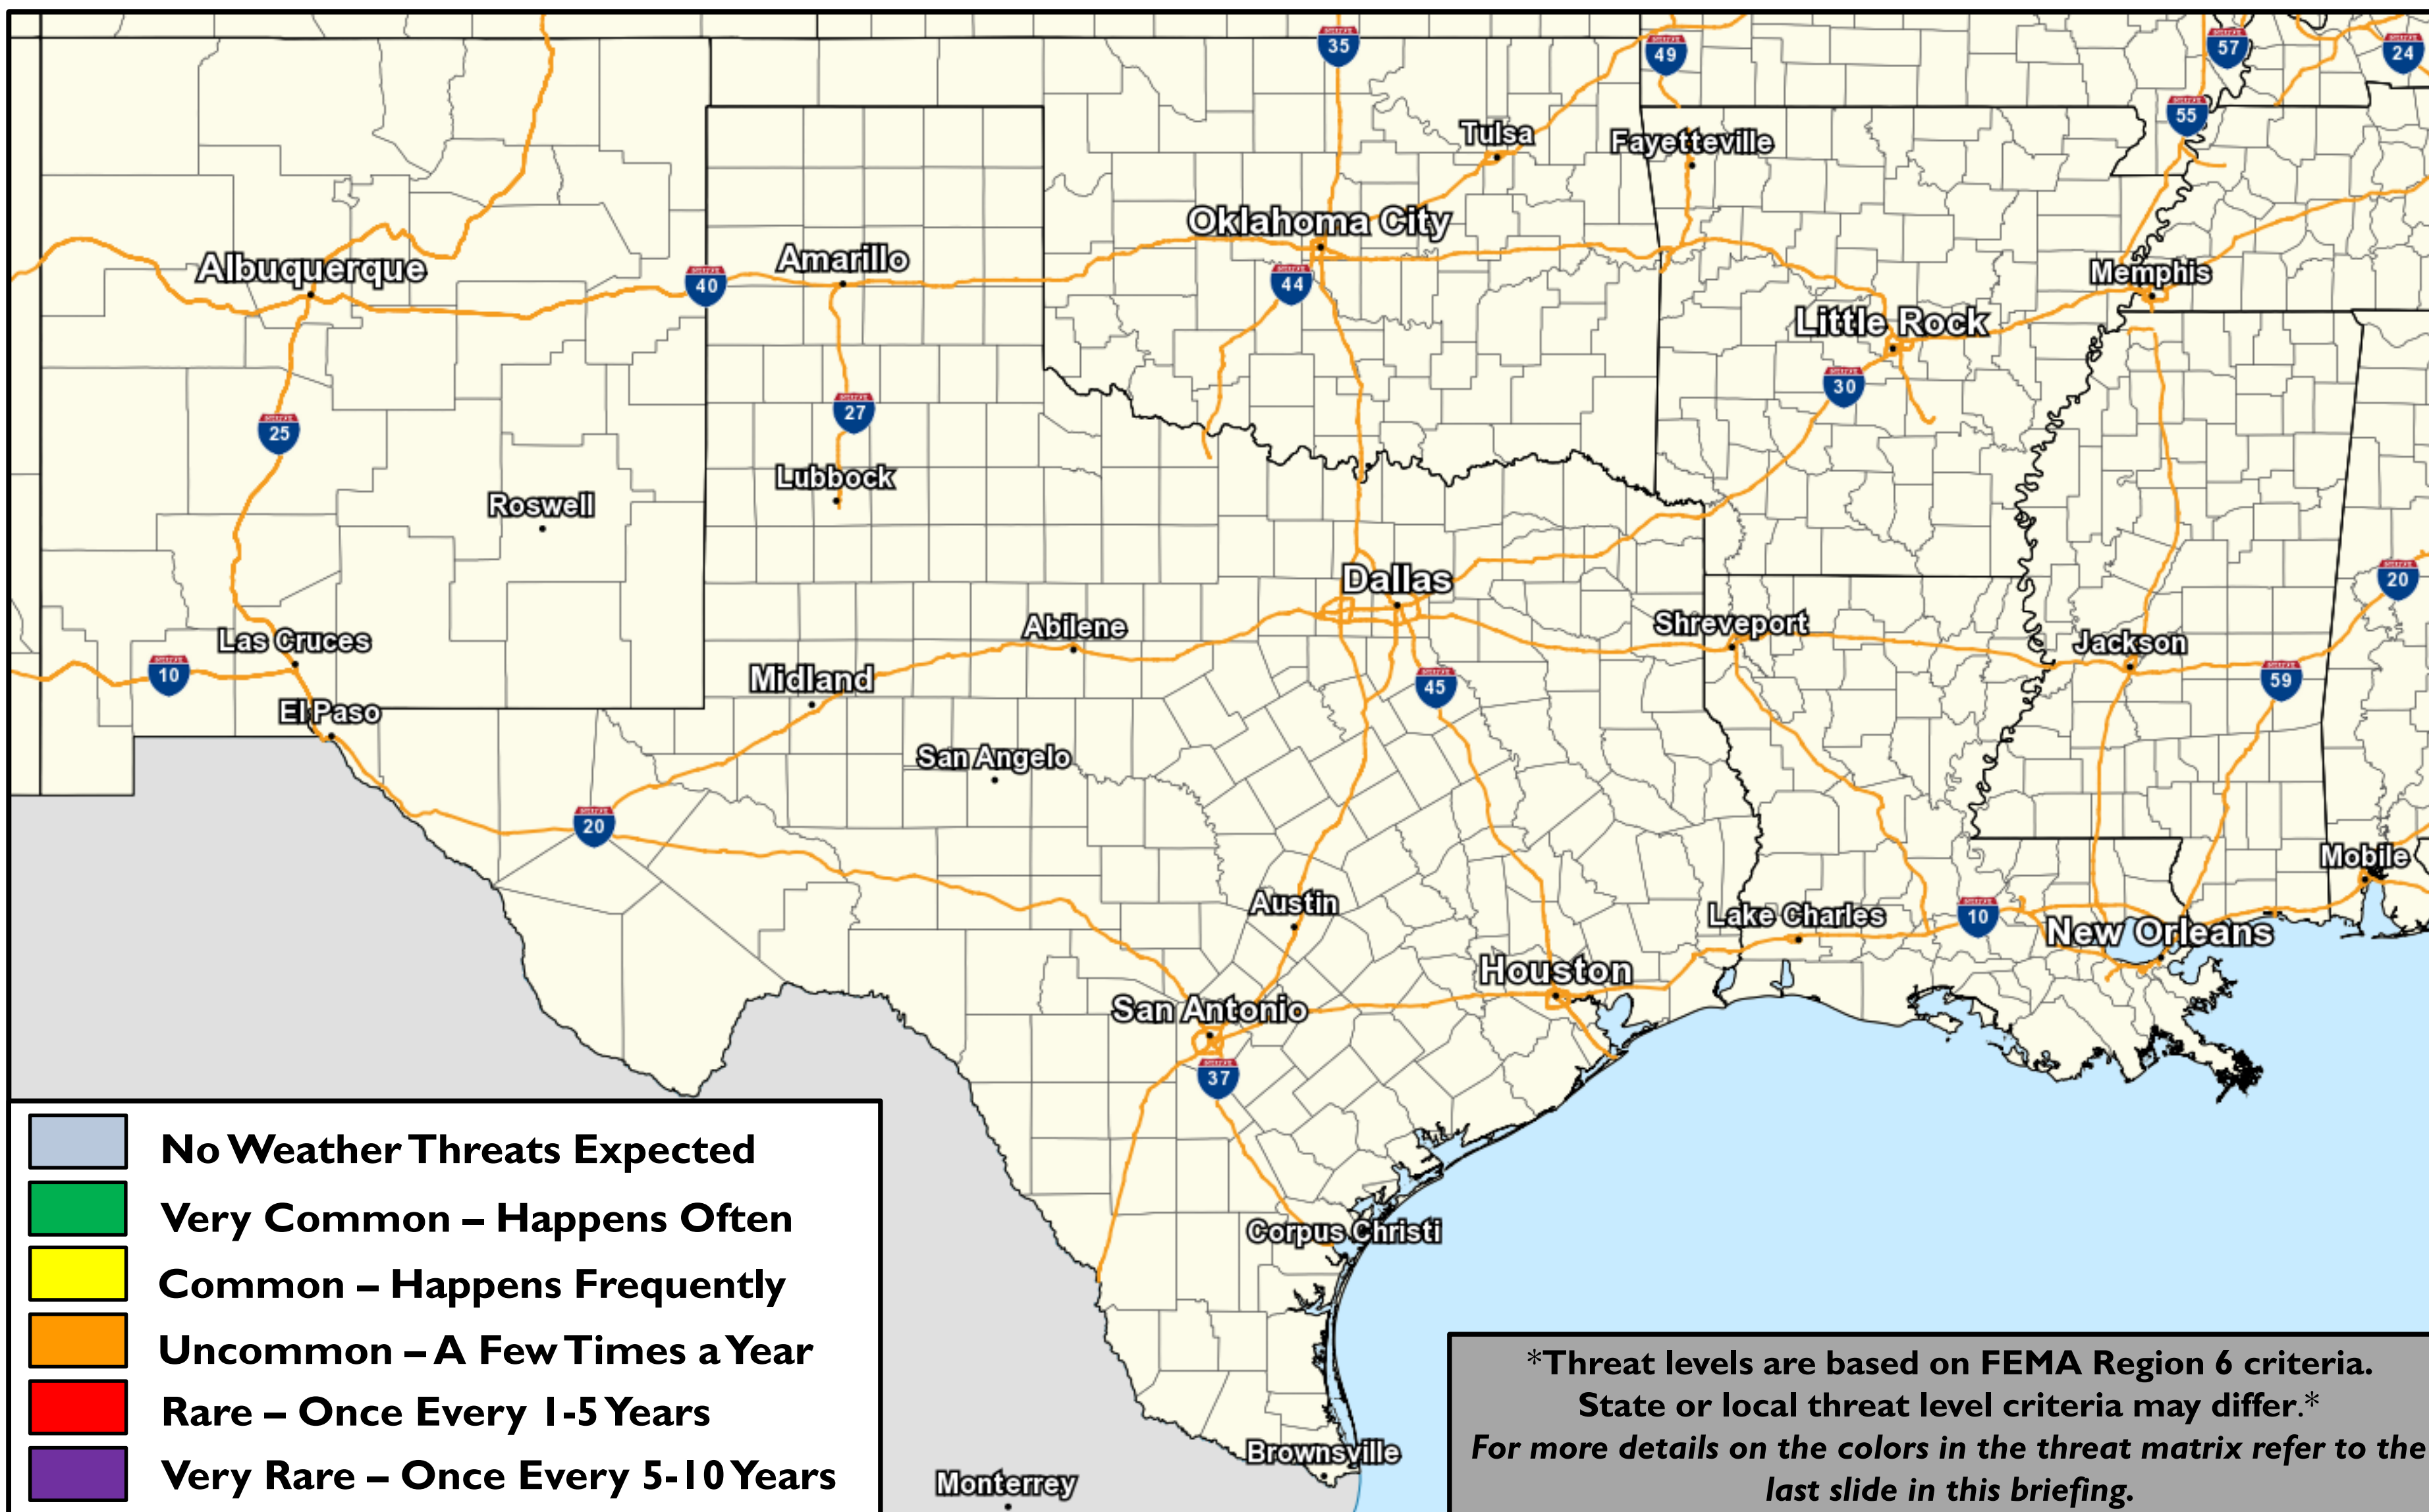 35
49
57
24
55
Tulsa
Fayetteville
Oklahoma City
Albuquerque
Amarillo
40
44
Memphis
Little Rock
30
25
27
Lubbock
Roswell
Dallas
20
Las Cruces
Abilene
Shreveport
Jackson
10
Midland
45
59
El Paso
San Angelo
20
Mobile
Austin
Lake Charles
10
New Orleans
Houston
San Antonio
37
Corpus Christi
Brownsville
Monterrey
No Weather Threats Expected
Very Common – Happens Often
Common – Happens Frequently
Uncommon – A Few Times a Year
Rare – Once Every 1-5 Years
Very Rare – Once Every 5-10 Years
*Threat levels are based on FEMA Region 6 criteria.
State or local threat level criteria may differ.*
For more details on the colors in the threat matrix refer to the
last slide in this briefing.